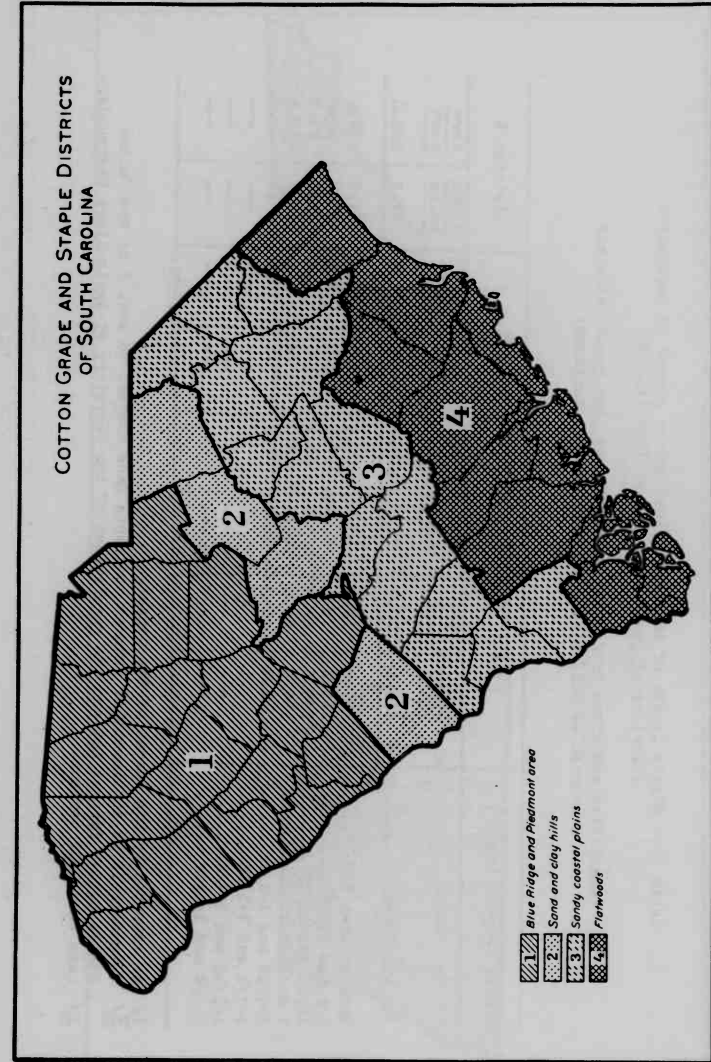 COTTON GRADE AND STAPLE DISTRICTS
OF SOUTH CAROLINA
1
2
2
3
4
1 Blue Ridge and Piedmont area
2 Sand and clay hills
3 Sandy coastal plains
4 Flatwoods